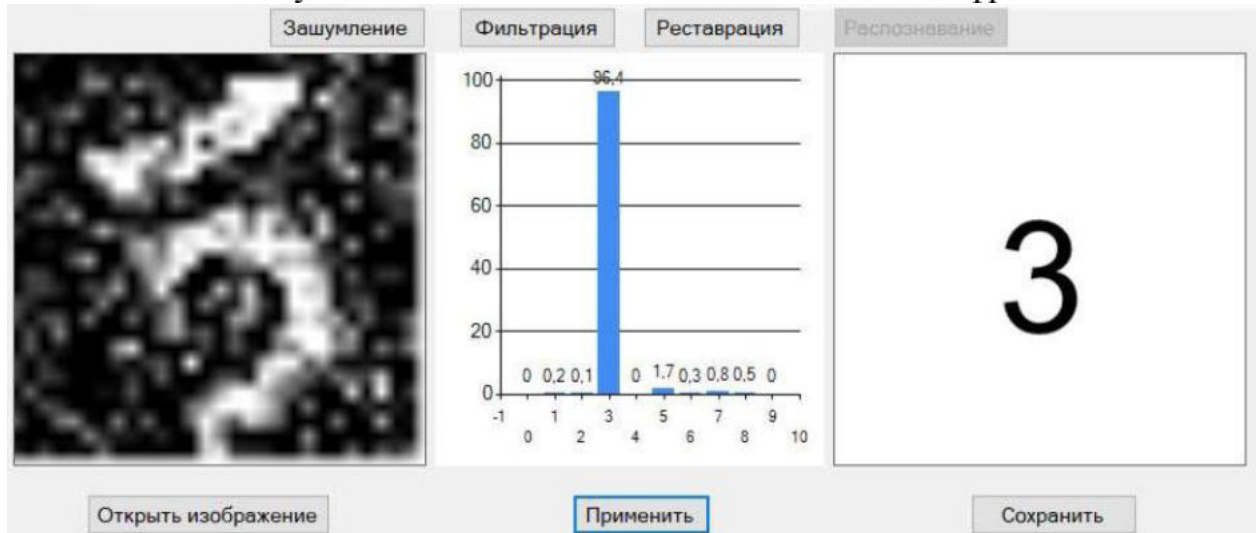 Зашумление Фильтрация Реставрация Распознавание
100 96,4
80
60
40
20
0 0 0,2 0,1 0 1,7 0,3 0,8 0,5 0
-1 1 3 5 7 9
0 2 4 6 8 10
3
Открыть изображение Применить Сохранить